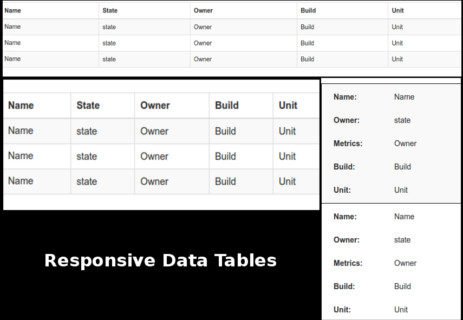 Name State Owner Build Unit
Name state Owner Build Unit
Name state Owner Build Unit
Name state Owner Build Unit
Name State Owner Build Unit
Name state Owner Build Unit
Name state Owner Build Unit
Name state Owner Build Unit
Responsive Data Tables
Name: Name
Owner: state
Metrics: Owner
Build: Build
Unit: Unit
Name: Name
Owner: state
Metrics: Owner
Build: Build
Unit: Unit